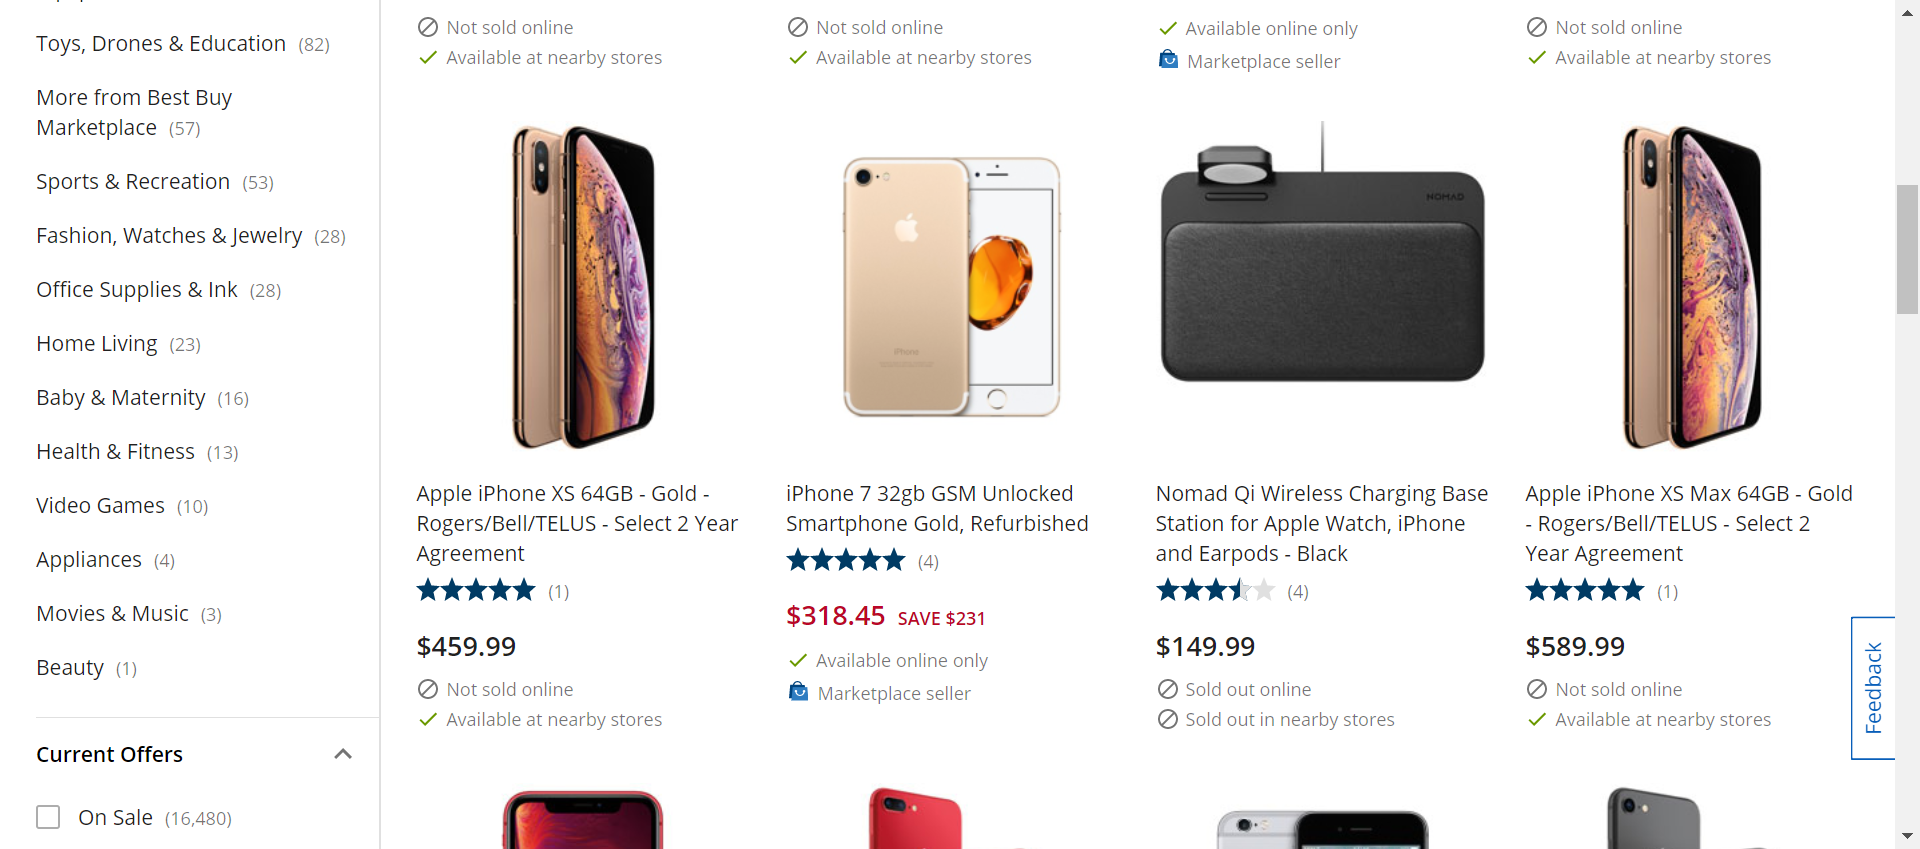 Toys, Drones & Education (82)
More from Best Buy
Marketplace (57)
Sports & Recreation (53)
Fashion, Watches & Jewelry (28)
Office Supplies & Ink (28)
Home Living (23)
Baby & Maternity (16)
Health & Fitness (13)
Video Games (10)
Appliances (4)
Movies & Music (3)
Beauty (1)
Current Offers
On Sale (16,480)
Not sold online
Available at nearby stores
Not sold online
Available at nearby stores
Available online only
Marketplace seller
Not sold online
Available at nearby stores
Apple iPhone XS 64GB - Gold -
Rogers/Bell/TELUS - Select 2 Year
Agreement
(1)
$459.99
Not sold online
Available at nearby stores
iPhone
iPhone 7 32gb GSM Unlocked
Smartphone Gold, Refurbished
(4)
$318.45 SAVE $231
Available online only
Marketplace seller
NOMAD
Nomad Qi Wireless Charging Base
Station for Apple Watch, iPhone
and Earpods - Black
(4)
$149.99
Sold out online
Sold out in nearby stores
Apple iPhone XS Max 64GB - Gold
- Rogers/Bell/TELUS - Select 2
Year Agreement
(1)
$589.99
Not sold online
Available at nearby stores
Feedback